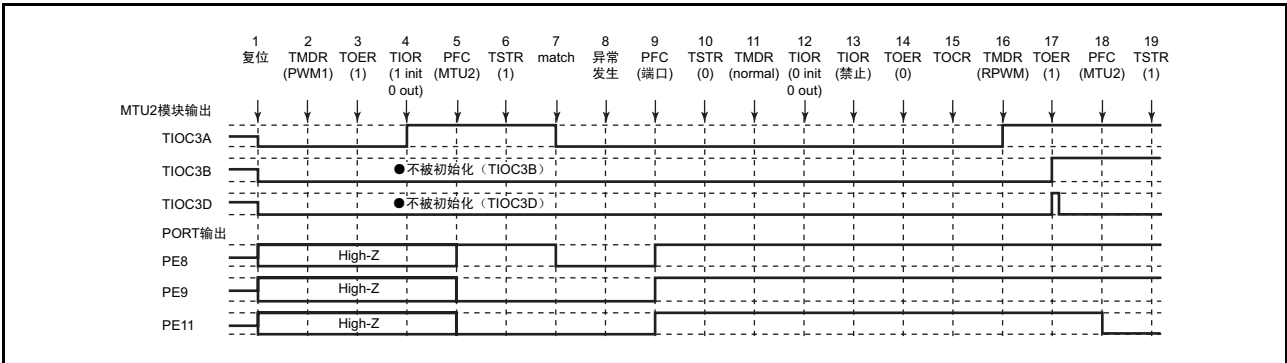 1 2 3 4 5 6 7 8 9 10 11 12 13 14 15 16 17 18 19
复位 TMDR TOER TIOR PFC TSTR match 异常 PFC TSTR TMDR TIOR TIOR TOER TOCR TMDR TOER PFC TSTR
(PWM1) (1) (1 init (MTU2) (1) 发生 (端口) (0) (normal) (0 init (禁止) (0) (RPWM) (1) (MTU2) (1)
0 out) 0 out)
MTU2模块输出
TIOC3A
TIOC3B ●不被初始化（TIOC3B）
TIOC3D ●不被初始化（TIOC3D）
PORT输出
PE8 High-Z
PE9 High-Z
PE11 High-Z